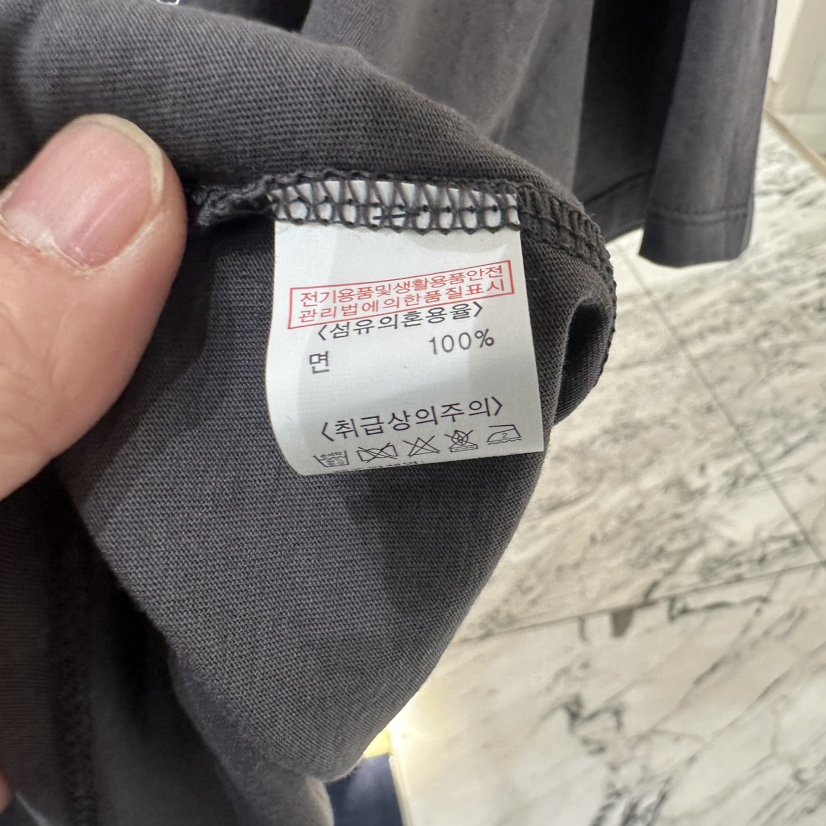 전기용품및생활용품안전
관리법에의한품질표시
〈섬유의혼용율〉
면 100%
〈취급상의주의〉